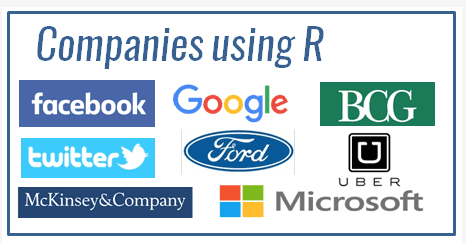 Companies using R
facebook Google BCG
twitter Ford UBER
McKinsey&Company Microsoft